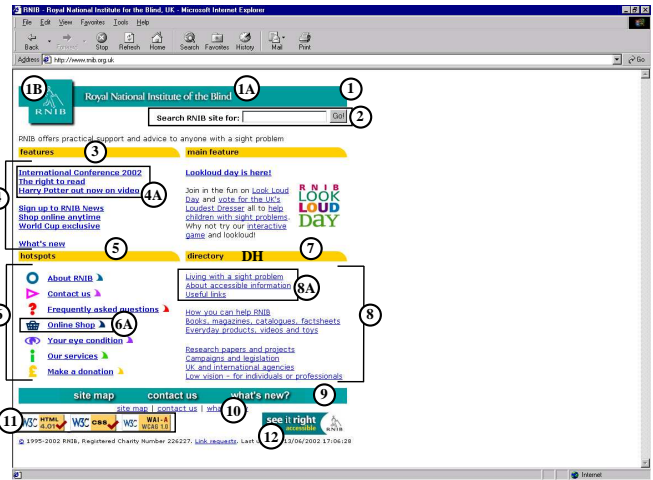 RNIB - Royal National Institute for the Blind, UK - Microsoft Internet Explorer
File Edit View Favorites Tools Help
Back Forward Stop Refresh Home Search Favorites History Mail Print
Address http://www.rnib.org.uk Go
1B 1A 1
Royal National Institute of the Blind
RNIB
Search RNIB site for: Go! 2
RNIB offers practical support and advice to anyone with a sight problem
3
features main feature
International Conference 2002
The right to read
Harry Potter out now on video
4A
Sign up to RNIB News
Shop online anytime
World Cup exclusive
What's new
Lookloud day is here!
Join in the fun on Look Loud
Day and vote for the UK's
Loudest Dresser all to help
children with sight problems.
Why not try our interactive
game and lookloud!
RNIB
LOOK
LOUD
DaY
5 DH 7
hotspots directory
About RNIB
Contact us
Frequently asked questions
Online Shop 6A
Your eye condition
Our services
Make a donation
Living with a sight problem
About accessible information
Useful links
8A
8
How you can help RNIB
Books, magazines, catalogues, factsheets
Everyday products, videos and toys
Research papers and projects
Campaigns and legislation
UK and international agencies
Low vision - for individuals or professionals
site map contact us what's new? 9
site map | contact us | 10
11 W3C HTML 4.01 W3C css W3C WAI-A WCAG 1.0
see it right
accessible
RNIB
12
© 1995-2002 RNIB, Registered Charity Number 226227. Link requests. Last 13/06/2002 17:06:28
Internet